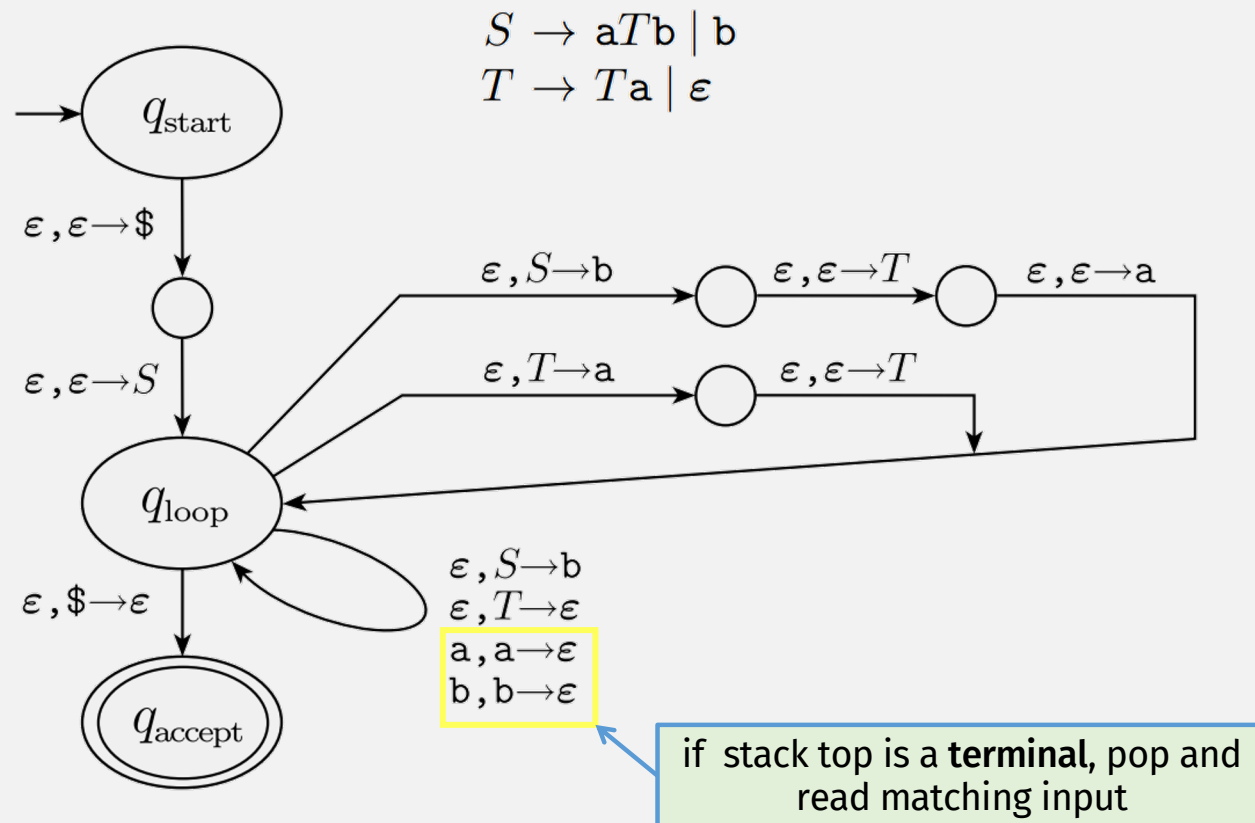 S → aTb | b
T → Ta | ε
q_start
ε,ε→$
ε,S→b
ε,ε→T
ε,ε→a
ε,ε→S
ε,T→a
ε,ε→T
q_loop
ε,S→b
ε,T→ε
a,a→ε
b,b→ε
ε,$→ε
q_accept
if stack top is a terminal, pop and
read matching input